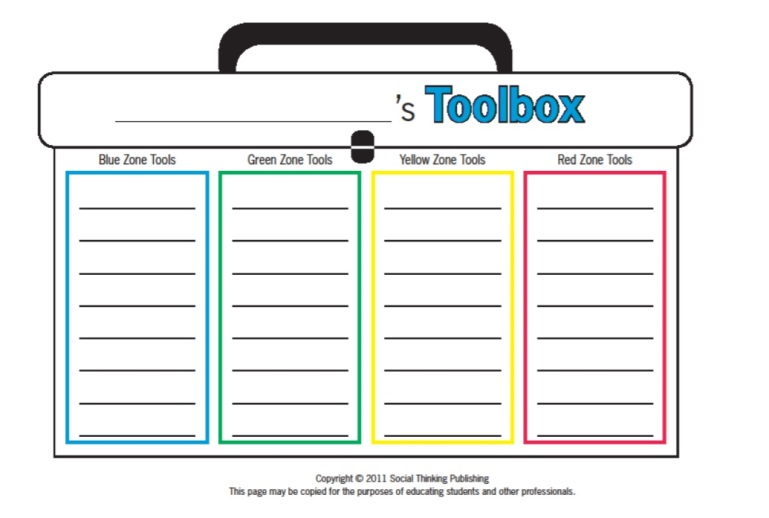 's Toolbox
Blue Zone Tools
Green Zone Tools
Yellow Zone Tools
Red Zone Tools
Copyright © 2011 Social Thinking Publishing
This page may be copied for the purposes of educating students and other professionals.